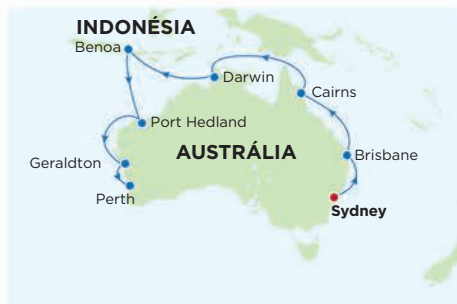 INDONÉSIA
Benoa
Darwin
Cairns
Port Hedland
AUSTRÁLIA
Geraldton
Brisbane
Perth
Sydney